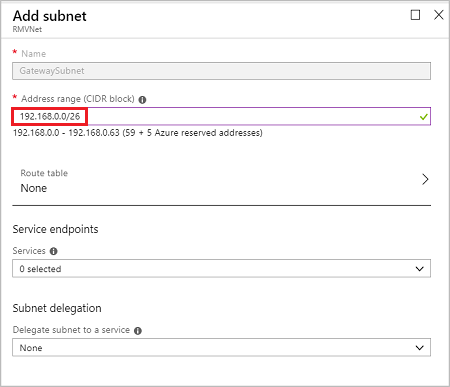 Add subnet
RMVNet
* Name
GatewaySubnet
* Address range (CIDR block)
192.168.0.0/26
192.168.0.0 - 192.168.0.63 (59 + 5 Azure reserved addresses)
Route table
None
Service endpoints
Services
0 selected
Subnet delegation
Delegate subnet to a service
None